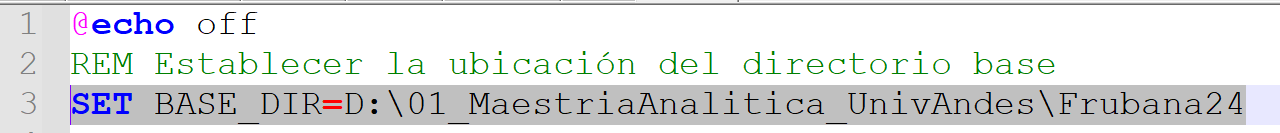 1 @echo off
2 REM Establecer la ubicación del directorio base
3 SET BASE_DIR=D:\01_MaestriaAnalitica_UnivAndes\Frubana24